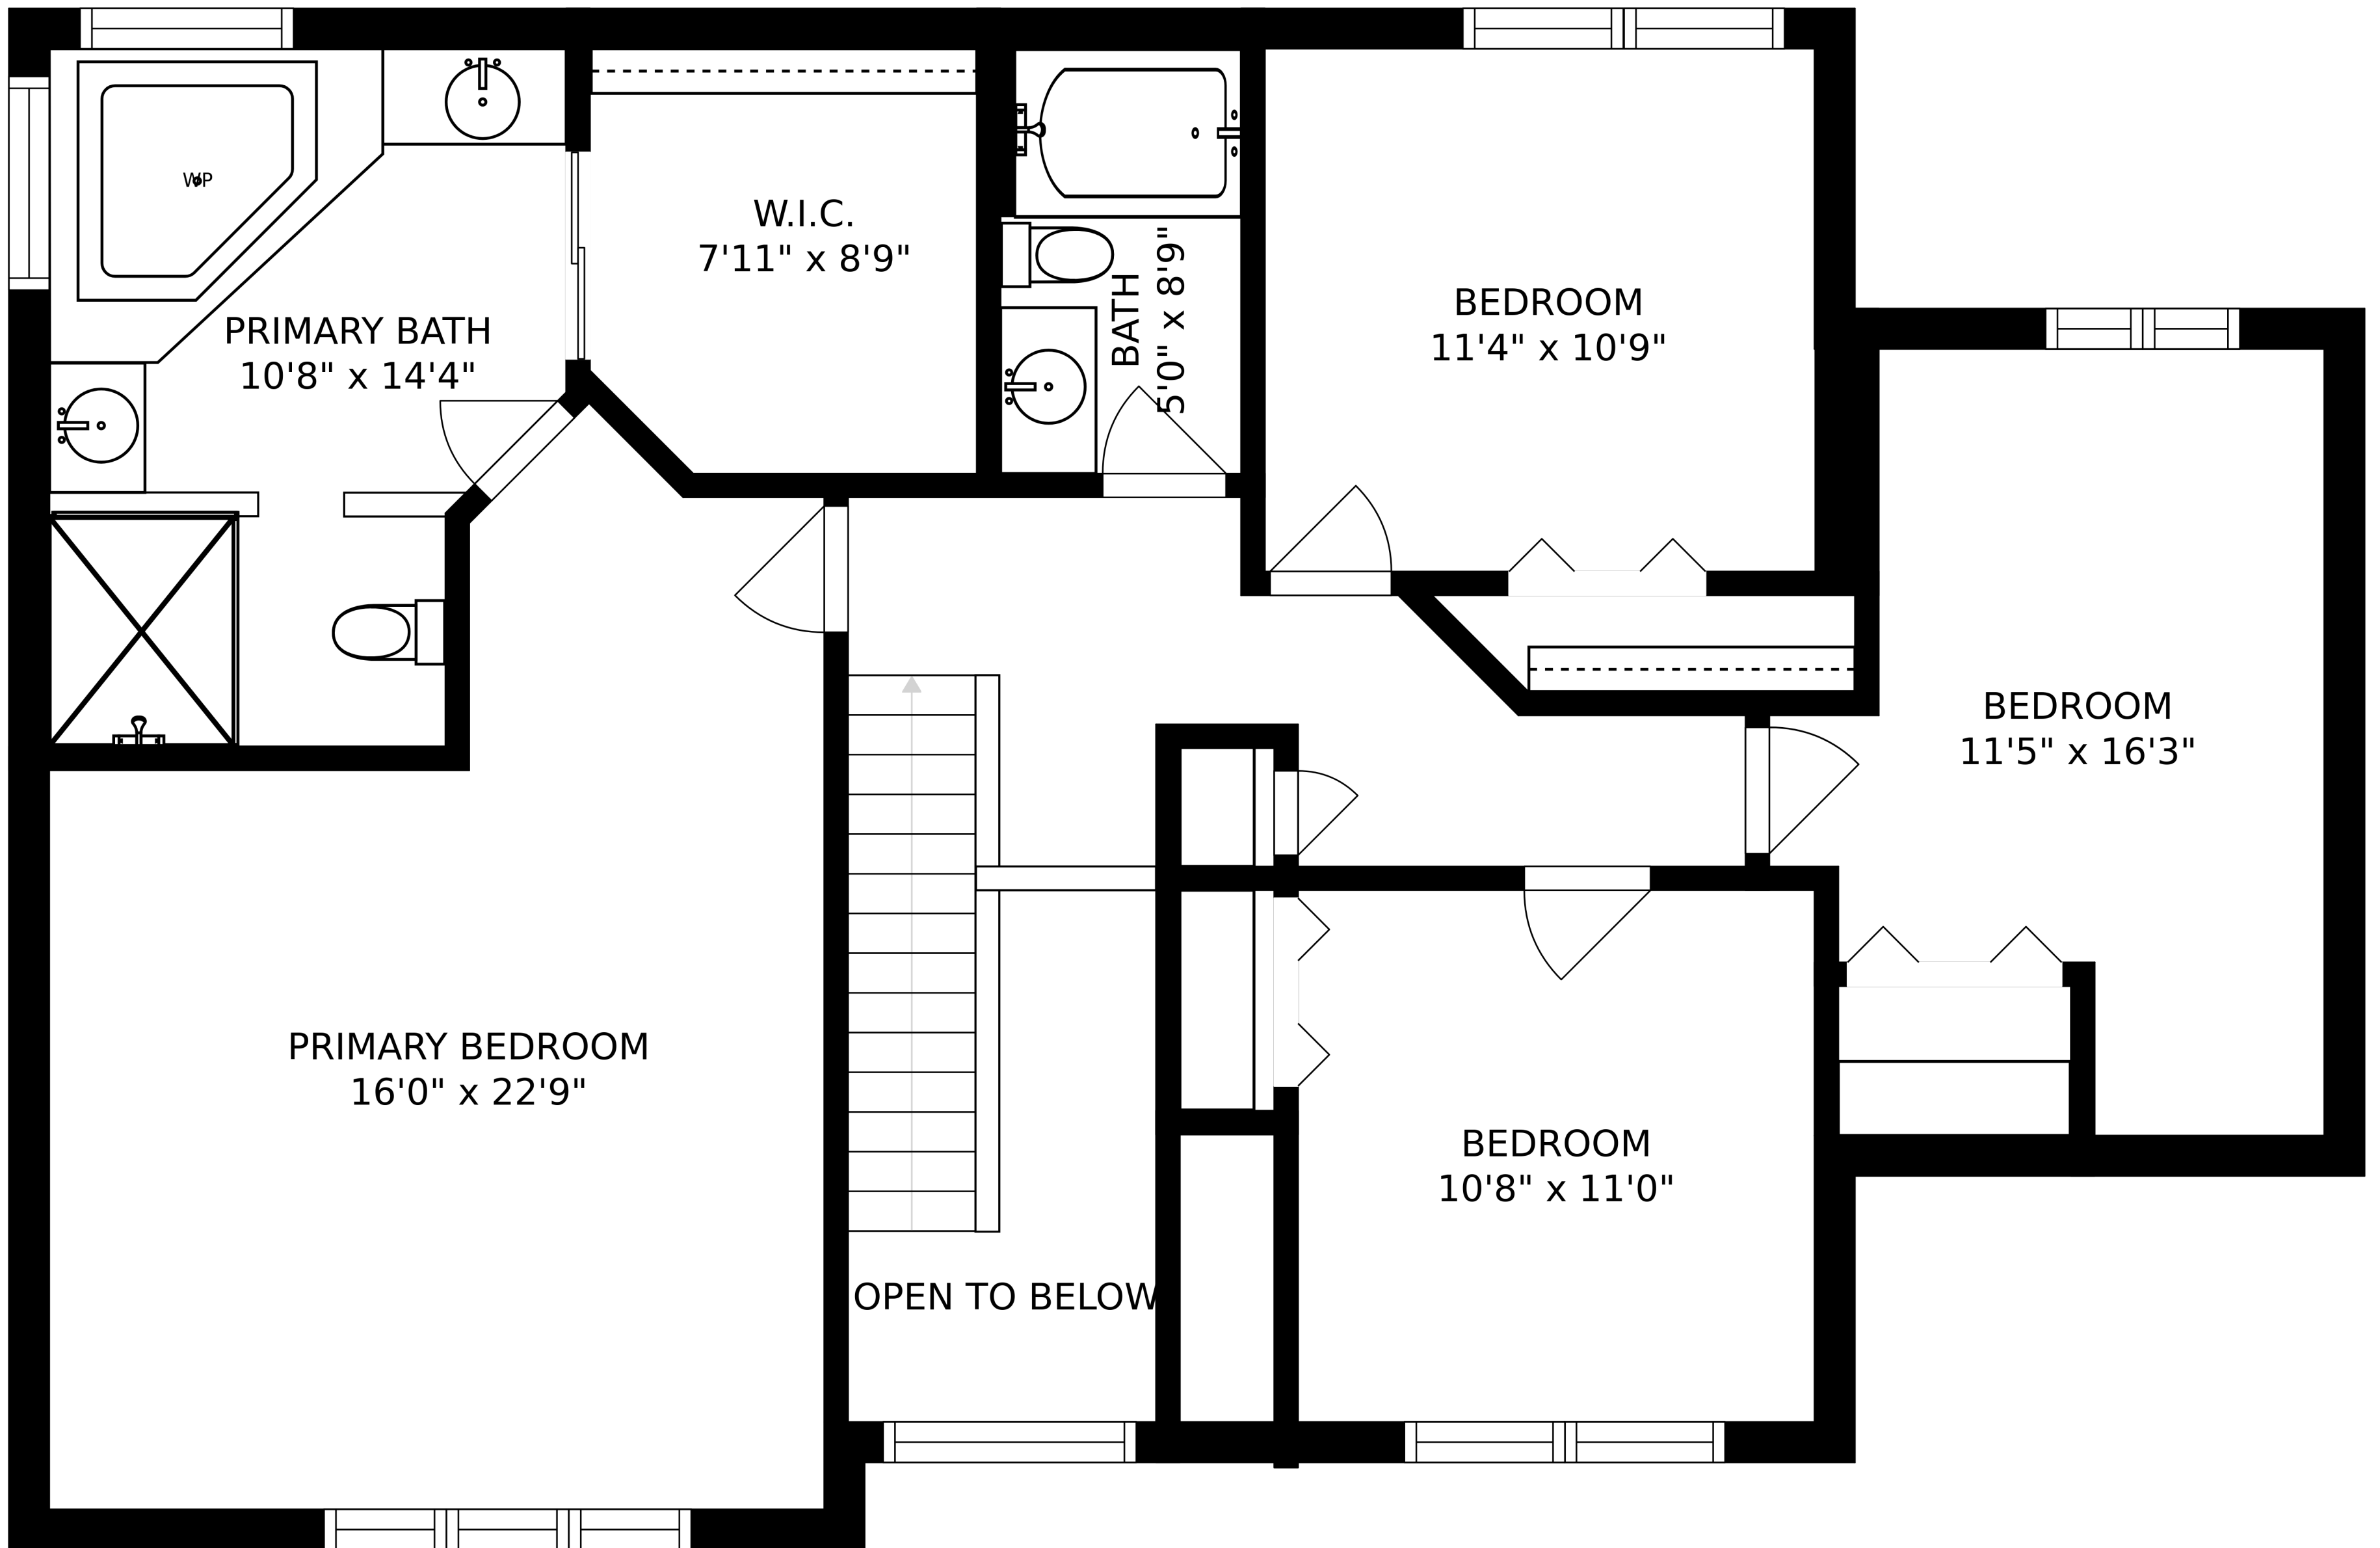 WP
W.I.C.
7'11" x 8'9"
PRIMARY BATH
10'8" x 14'4"
BATH
5'0" x 8'9"
BEDROOM
11'4" x 10'9"
BEDROOM
11'5" x 16'3"
PRIMARY BEDROOM
16'0" x 22'9"
BEDROOM
10'8" x 11'0"
OPEN TO BELOW